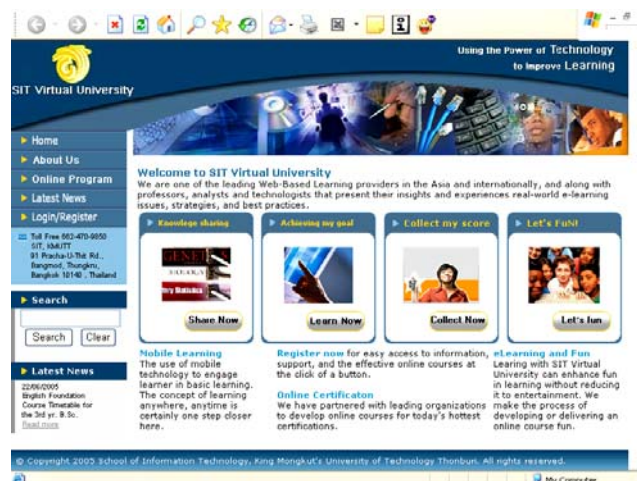 Using the Power of Technology
to Improve Learning
SIT Virtual University
Home
About Us
Online Program
Latest News
Login/Register
Toll Free 662-470-9850
SIT, KMUTT
91 Pracha-U-Thit Rd.,
Bangmod, Thungkru,
Bangkok 10140 , Thailand
Search
Search Clear
Latest News
22/06/2005
English Foundation
Course Timetable for
the 3rd yr. B.Sc.
Read more
Welcome to SIT Virtual University
We are one of the leading Web-Based Learning providers in the Asia and internationally, and along with
professors, analysts and technologists that present their insights and experiences real-world e-learning
issues, strategies, and best practices.
Knowlege sharing
Share Now
Achieving my goal
Learn Now
Collect my score
Collect Now
Let's FuN!
Let's fun
Mobile Learning
The use of mobile
technology to engage
learner in basic learning.
The concept of learning
anywhere, anytime is
certainly one step closer
here.
Register now for easy access to information,
support, and the effective online courses at
the click of a button.
Online Certificaton
We have partnered with leading organizations
to develop online courses for today's hottest
certifications.
eLearning and Fun
Learing with SIT Virtual
University can enhance fun
in learning without reducing
it to entertainment. We
make the process of
developing or delivering an
online course fun.
© Copyright 2005 School of Information Technology, King Mongkut's University of Technology Thonburi. All rights reserved.
My Computer